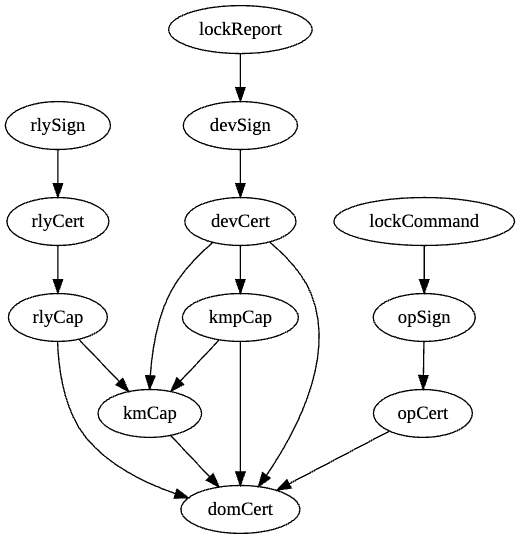 lockReport
rlySign
devSign
rlyCert
devCert
lockCommand
rlyCap
kmpCap
opSign
kmCap
opCert
domCert